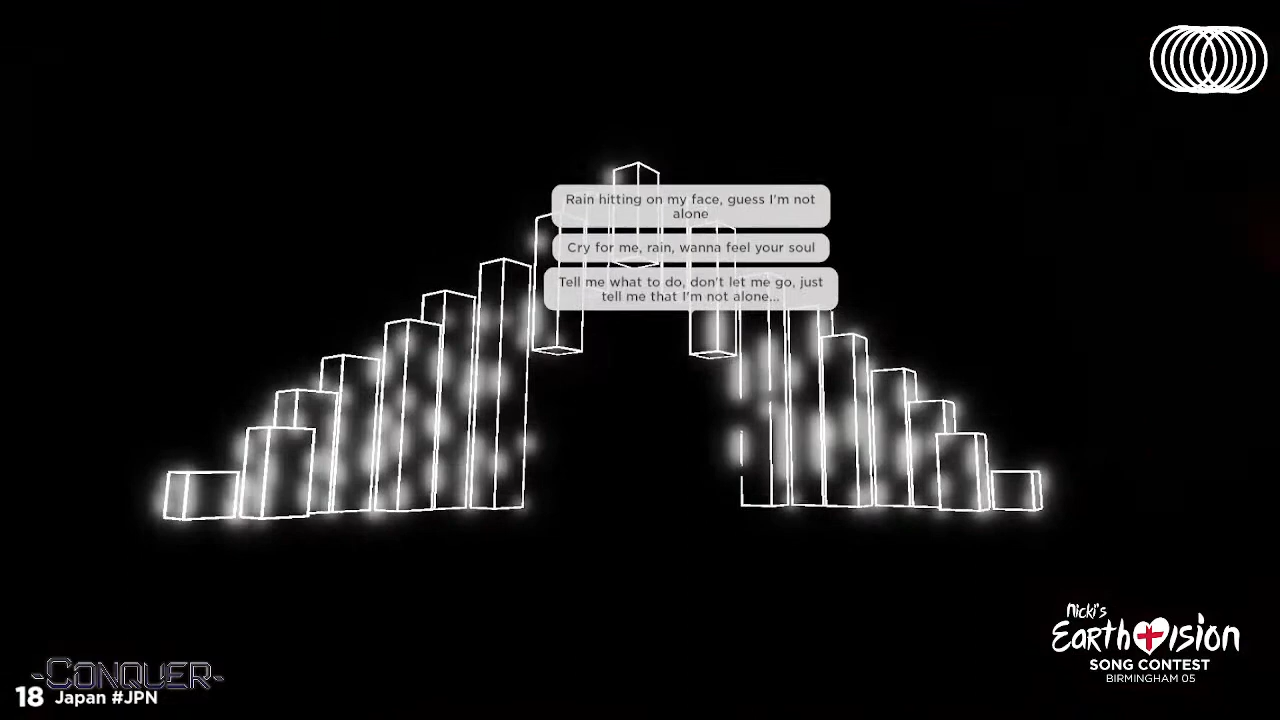 Rain hitting on my face, guess I'm not
alone
Cry for me, rain, wanna feel your soul
Tell me what to do, don't let me go, just
tell me that I'm not alone...
Nicki's
Earthvision
SONG CONTEST
BIRMINGHAM 05
-CONQUER-
18 Japan #JPN